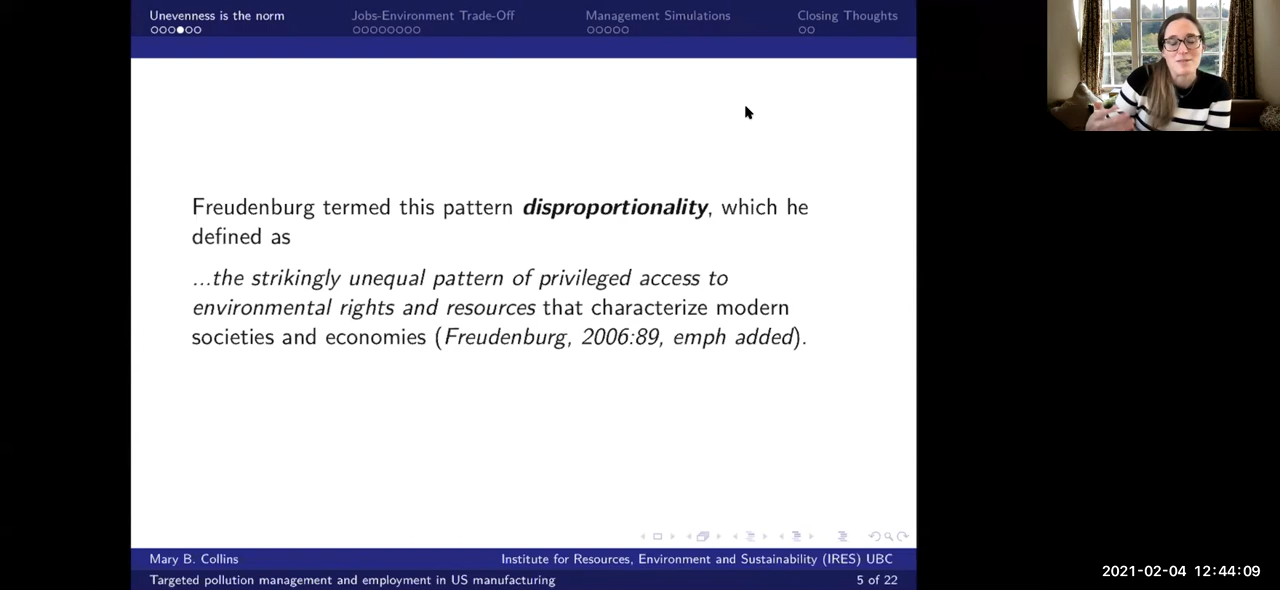 Unevenness is the norm Jobs-Environment Trade-Off Management Simulations Closing Thoughts
Freudenburg termed this pattern disproportionality, which he
defined as
...the strikingly unequal pattern of privileged access to
environmental rights and resources that characterize modern
societies and economies (Freudenburg, 2006:89, emph added).
Mary B. Collins Institute for Resources, Environment and Sustainability (IRES) UBC
Targeted pollution management and employment in US manufacturing 5 of 22
2021-02-04 12:44:09